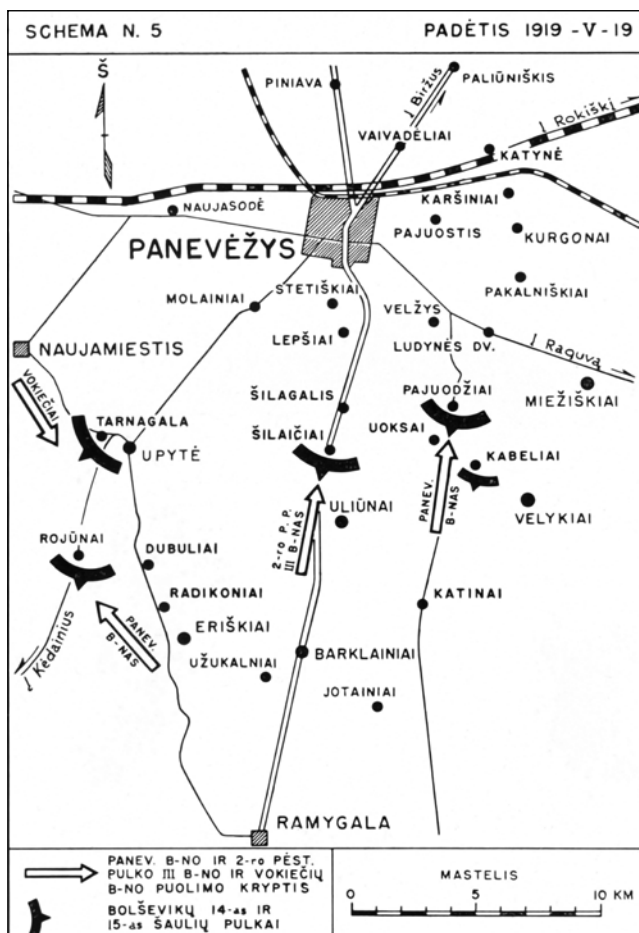 SCHEMA N. 5
PADĖTIS 1919 - V - 19
Š
PINIAVA
Į Biržus
PALIŪNIŠKIS
VAIVADĖLIAI
Į Rokiškį
KATYNĖ
NAUJASODĖ
KARŠINIAI
PANEVĖŽYS
PAJUOSTIS
KURGONAI
MOLAINIAI
STETIŠKIAI
PAKALNIŠKIAI
VELŽYS
LEPŠIAI
LUDYNĖS DV.
Į Raguvą
NAUJAMIESTIS
VOKIEČIAI
PAJUODŽIAI
MIEŽIŠKIAI
ŠILAGALIS
TARNAGALA
UPYTĖ
ŠILAIČIAI
UOKSAI
KABELIAI
PANEV.
B-NAS
VELYKIAI
2-ro P. P.
III B-NAS
ULIŪNAI
ROJŪNAI
DUBULIAI
RADIKONIAI
KATINAI
PANEV.
B-NAS
ERIŠKIAI
Į Kėdainius
UŽUKALNIAI
BARKLAINIAI
JOTAINIAI
RAMYGALA
PANEV. B-NO IR 2-ro PĖST.
PULKO III B-NO IR VOKIEČIŲ
B-NO PUOLIMO KRYPTIS
BOLŠEVIKŲ 14-as IR
15-as ŠAULIŲ PULKAI
MASTELIS
0 5 10 KM